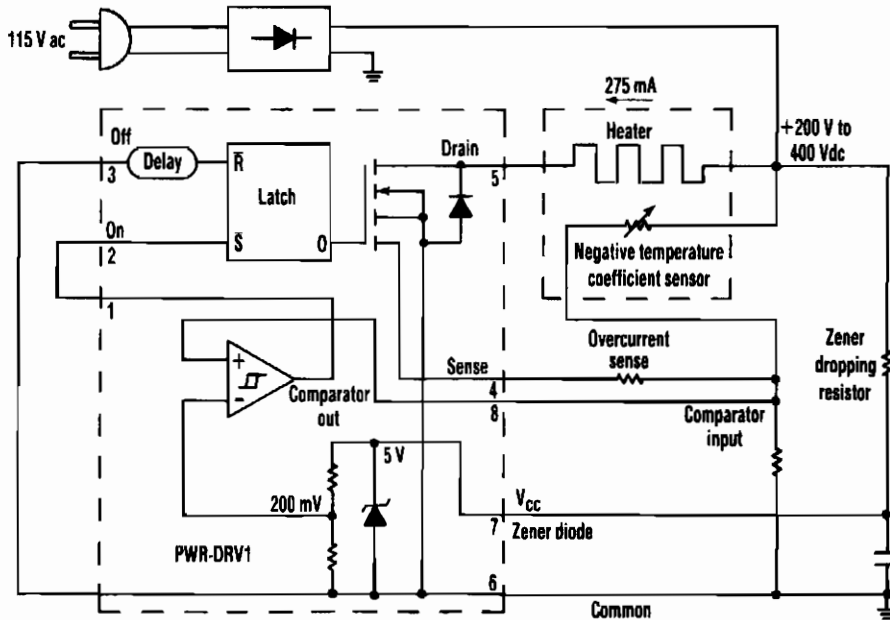 115 V ac
275 mA
Heater
+200 V to
400 Vdc
Off
3
Delay
R̅
Latch
Drain
5
On
2
S̅
O
Negative temperature
coefficient sensor
1
Overcurrent
sense
Zener
dropping
resistor
+
-
Comparator
out
Sense
4
8
Comparator
input
5 V
200 mV
VCC
7
Zener diode
PWR-DRV1
6
Common